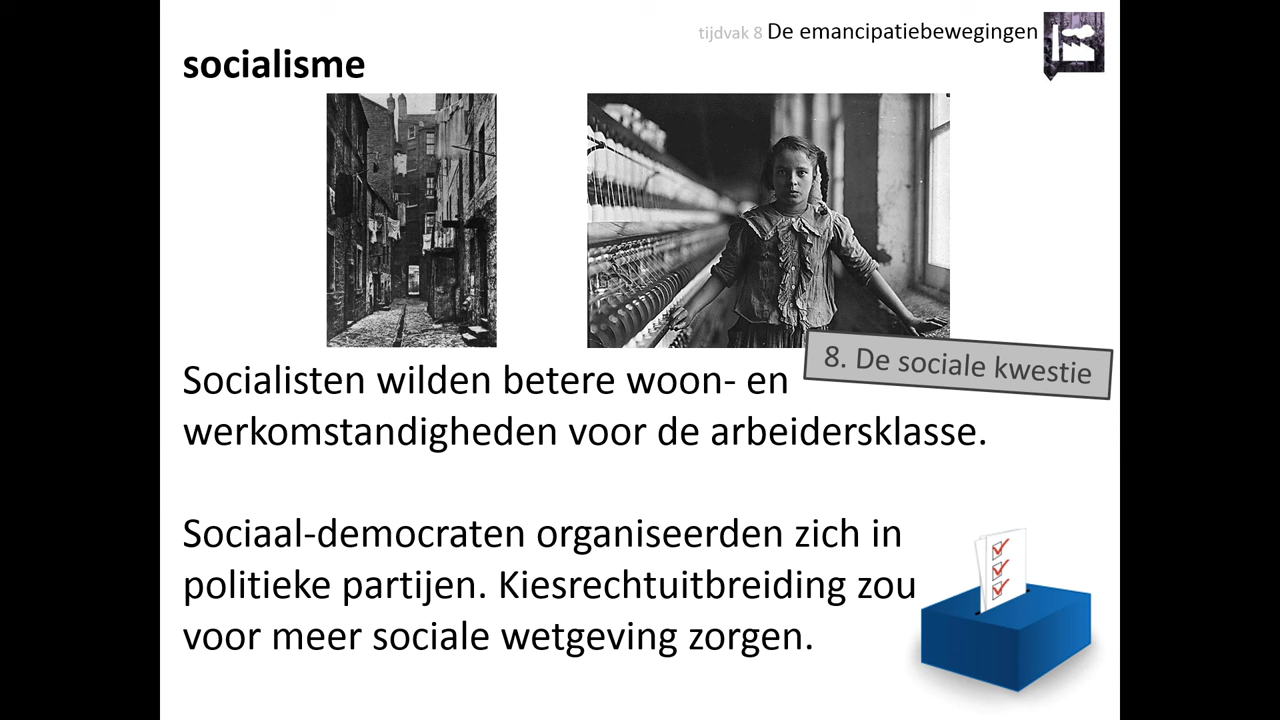 tijdvak 8 De emancipatiebewegingen
socialisme
8. De sociale kwestie
Socialisten wilden betere woon- en
werkomstandigheden voor de arbeidersklasse.
Sociaal-democraten organiseerden zich in
politieke partijen. Kiesrechtuitbreiding zou
voor meer sociale wetgeving zorgen.